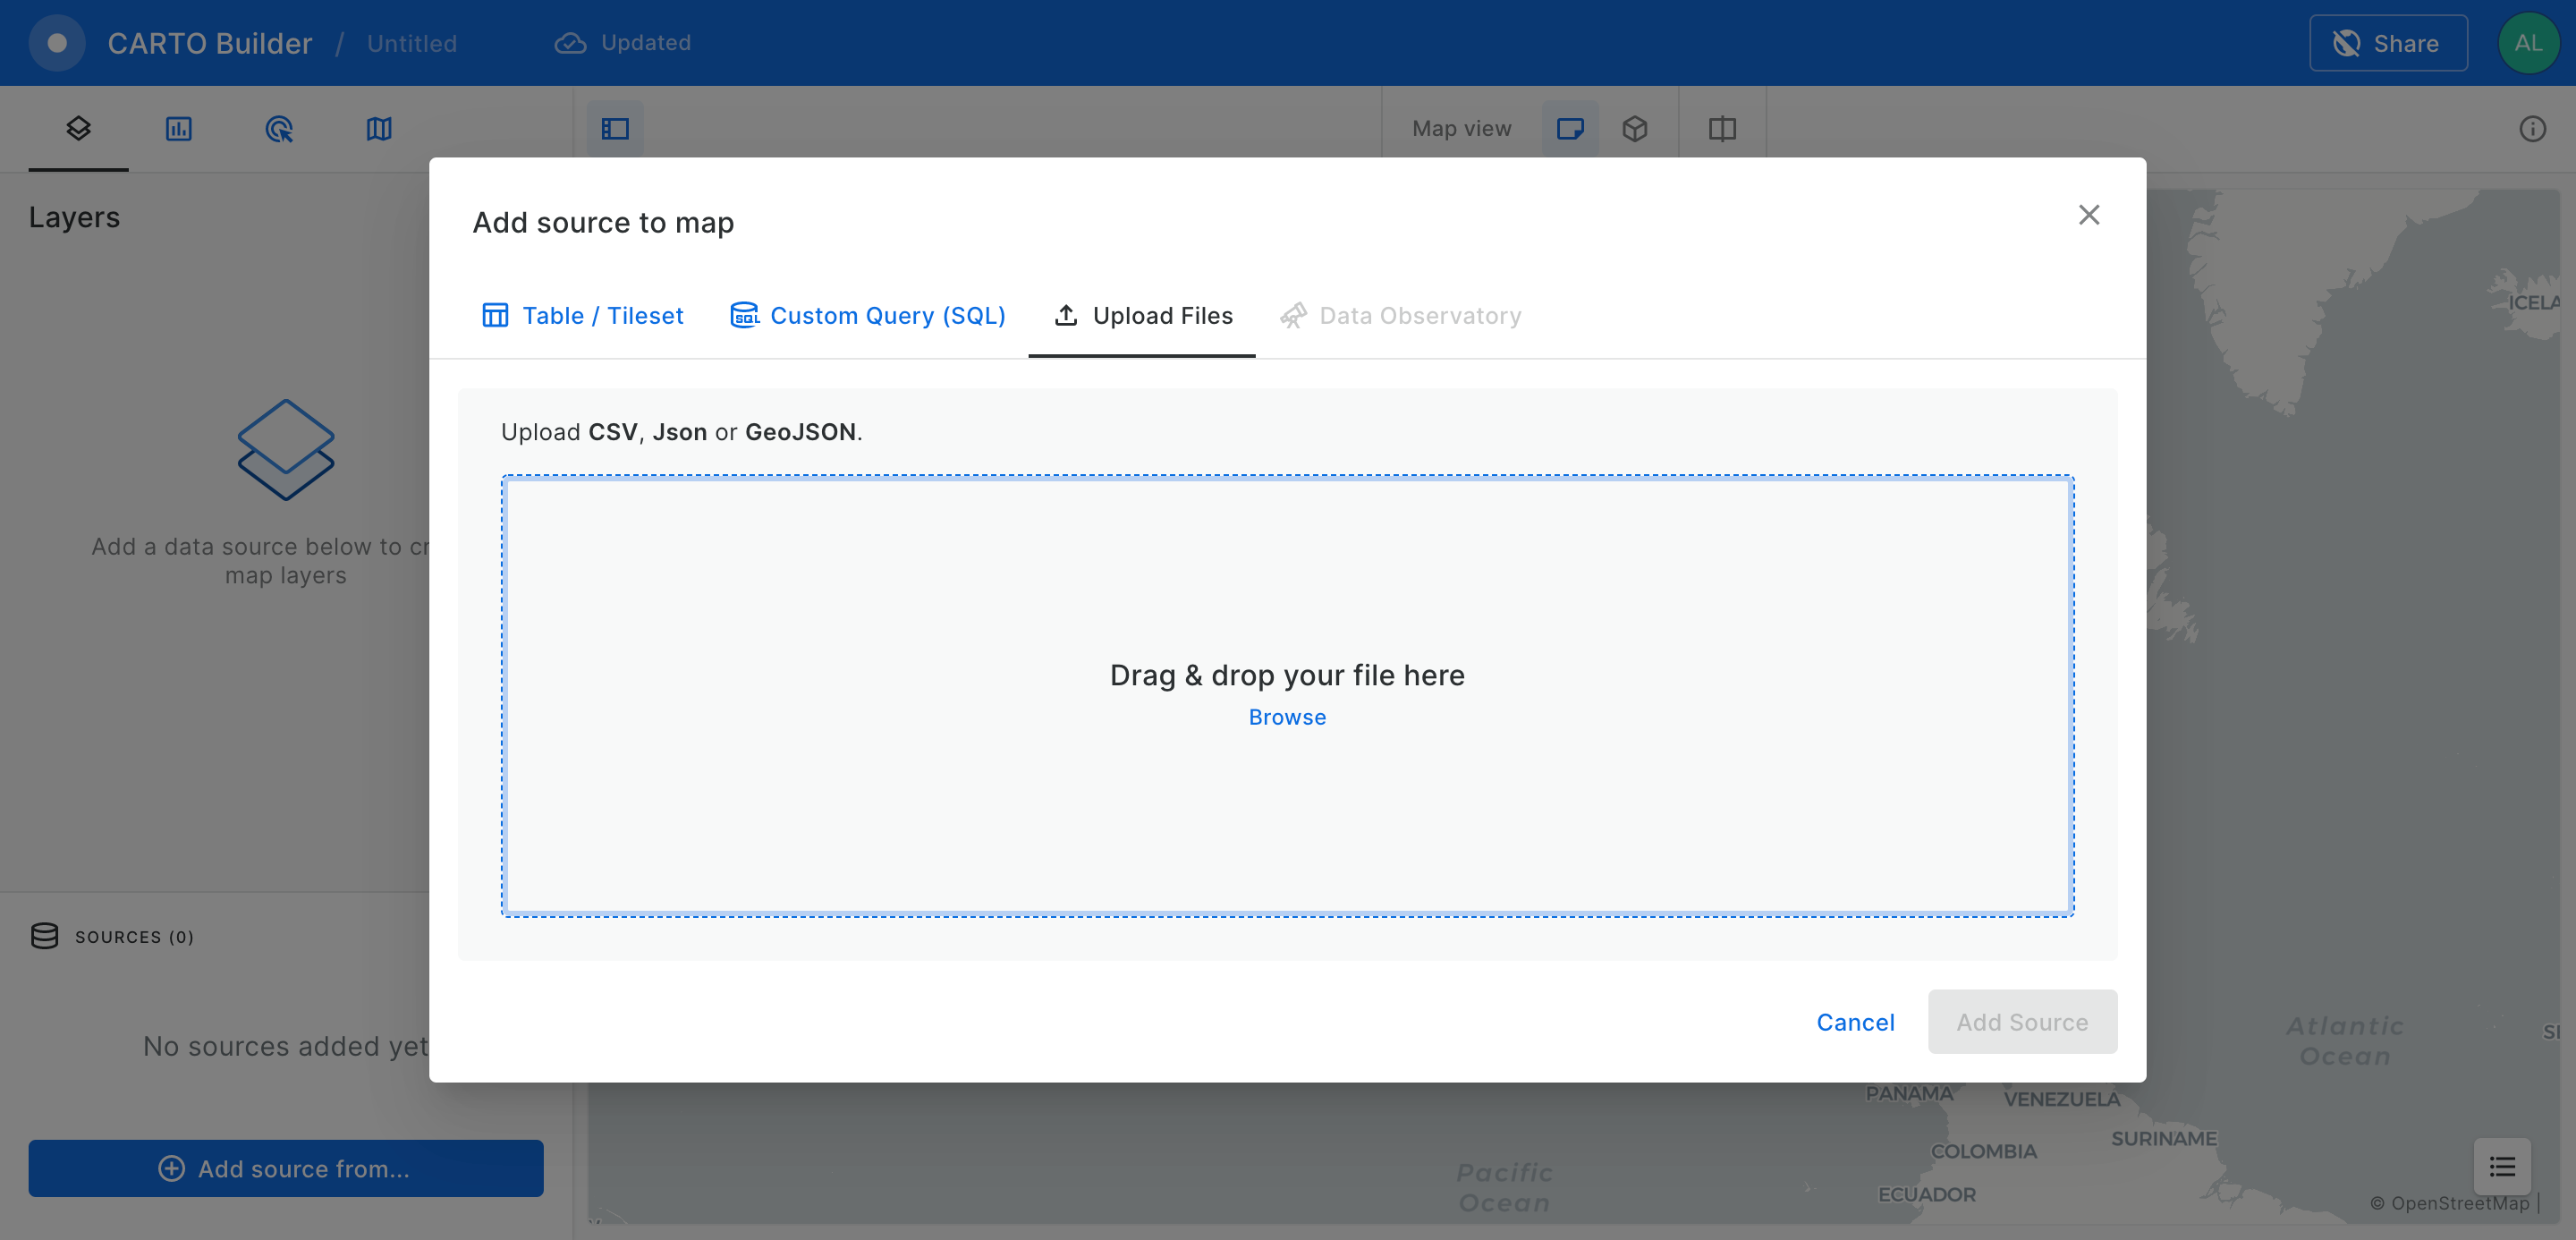 CARTO Builder / Untitled
Updated
Share
AL
Map view
Layers
Add a data source below to cr
map layers
SOURCES (0)
No sources added yet
Add source from...
Add source to map
Table / Tileset
SQL
Custom Query (SQL)
Upload Files
Data Observatory
Upload CSV, Json or GeoJSON.
Drag & drop your file here
Browse
Cancel
Add Source
ICELA
Atlantic
Ocean
PANAMA
VENEZUELA
SURINAME
COLOMBIA
ECUADOR
Pacific
Ocean
© OpenStreetMap |